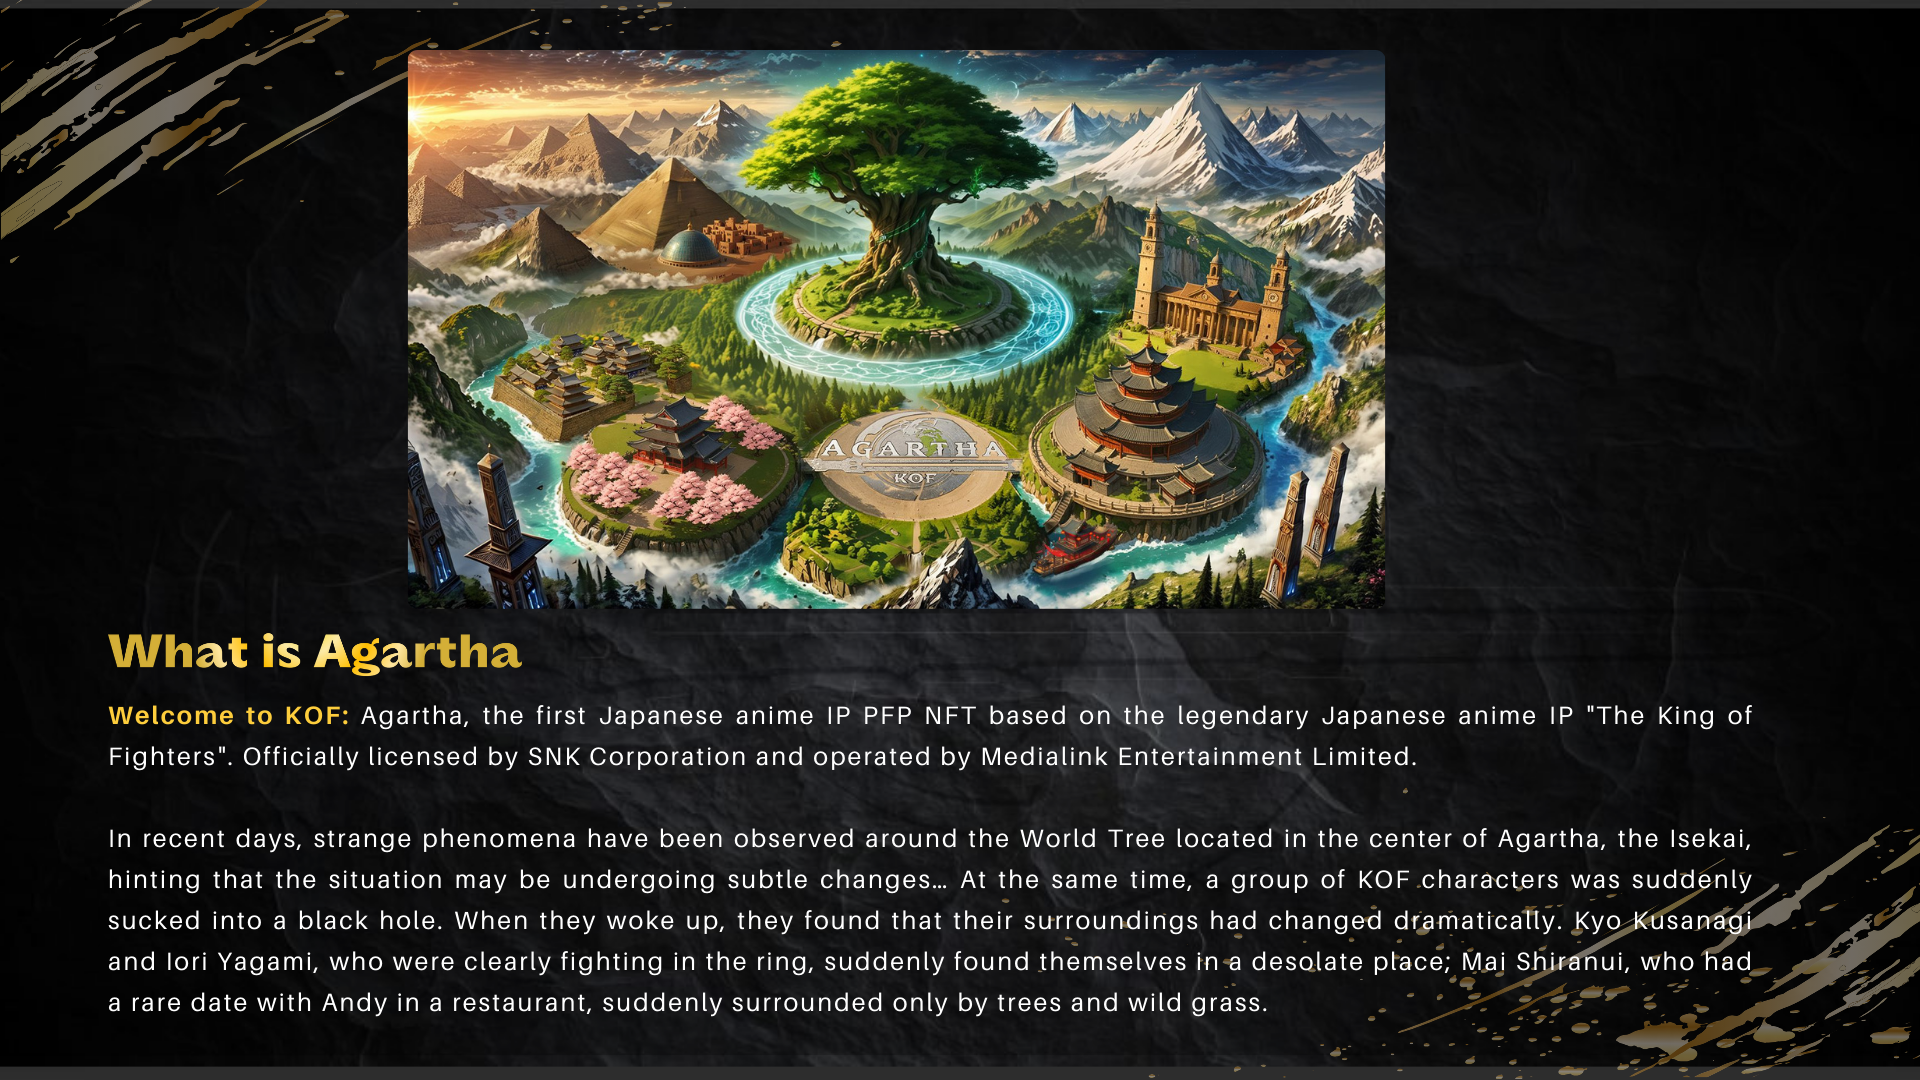 AGARTHA
KOF
What is Agartha
Welcome to KOF: Agartha, the first Japanese anime IP PFP NFT based on the legendary Japanese anime IP "The King of
Fighters". Officially licensed by SNK Corporation and operated by Medialink Entertainment Limited.
In recent days, strange phenomena have been observed around the World Tree located in the center of Agartha, the Isekai,
hinting that the situation may be undergoing subtle changes... At the same time, a group of KOF characters was suddenly
sucked into a black hole. When they woke up, they found that their surroundings had changed dramatically. Kyo Kusanagi
and Iori Yagami, who were clearly fighting in the ring, suddenly found themselves in a desolate place; Mai Shiranui, who had
a rare date with Andy in a restaurant, suddenly surrounded only by trees and wild grass.